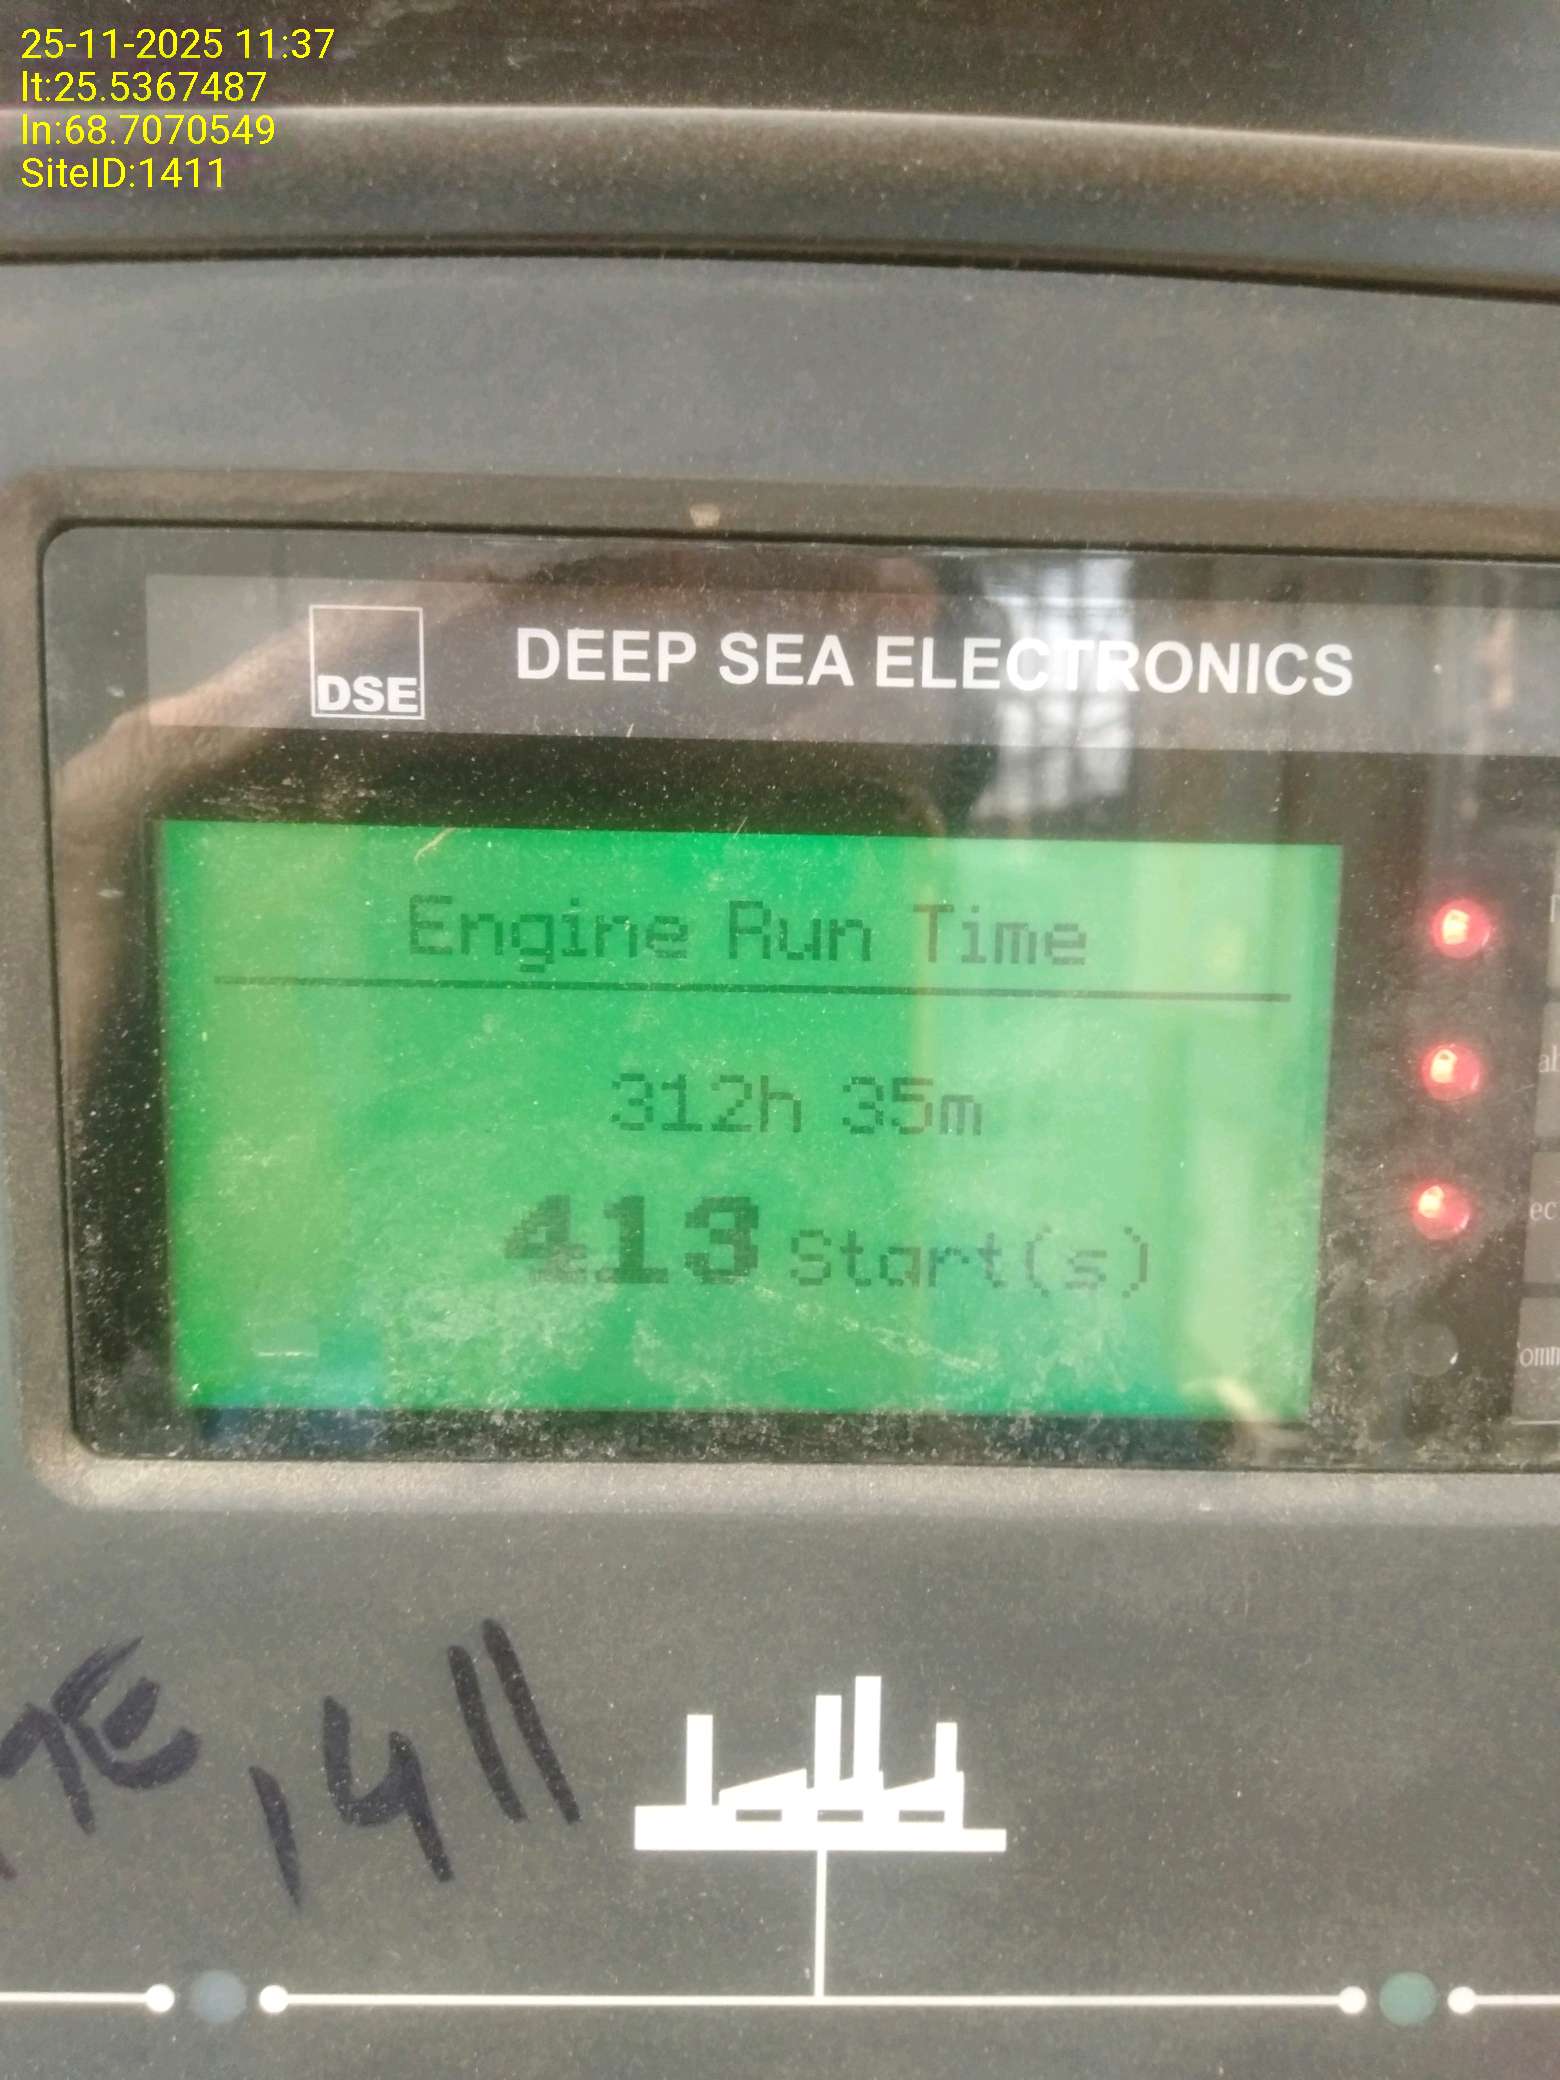 25-11-2025 11:37
lt:25.5367487
ln:68.7070549
SiteID:1411
DSE
DEEP SEA ELECTRONICS
Engine Run Time
312h 35m
413 Start(s)
1411